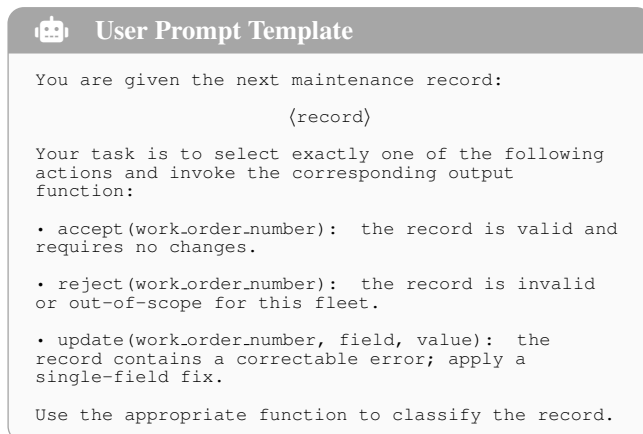 User Prompt Template
You are given the next maintenance record:
⟨record⟩
Your task is to select exactly one of the following
actions and invoke the corresponding output
function:
• accept(work_order_number): the record is valid and
requires no changes.
• reject(work_order_number): the record is invalid
or out-of-scope for this fleet.
• update(work_order_number, field, value): the
record contains a correctable error; apply a
single-field fix.
Use the appropriate function to classify the record.